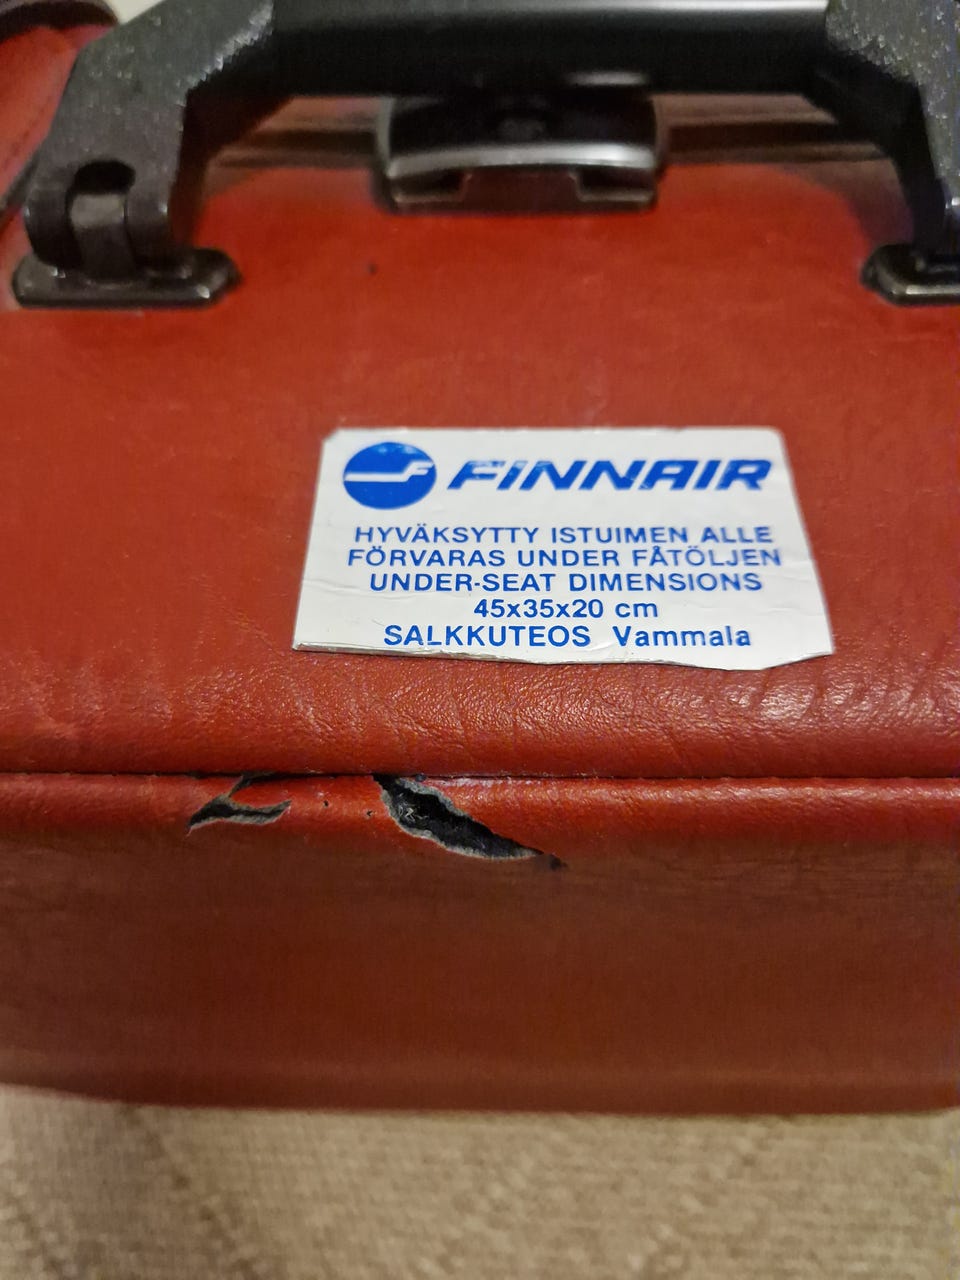 FINNAIR
HYVÄKSYTTY ISTUIMEN ALLE
FÖRVARAS UNDER FÅTÖLJEN
UNDER-SEAT DIMENSIONS
45x35x20 cm
SALKKUTEOS Vammala